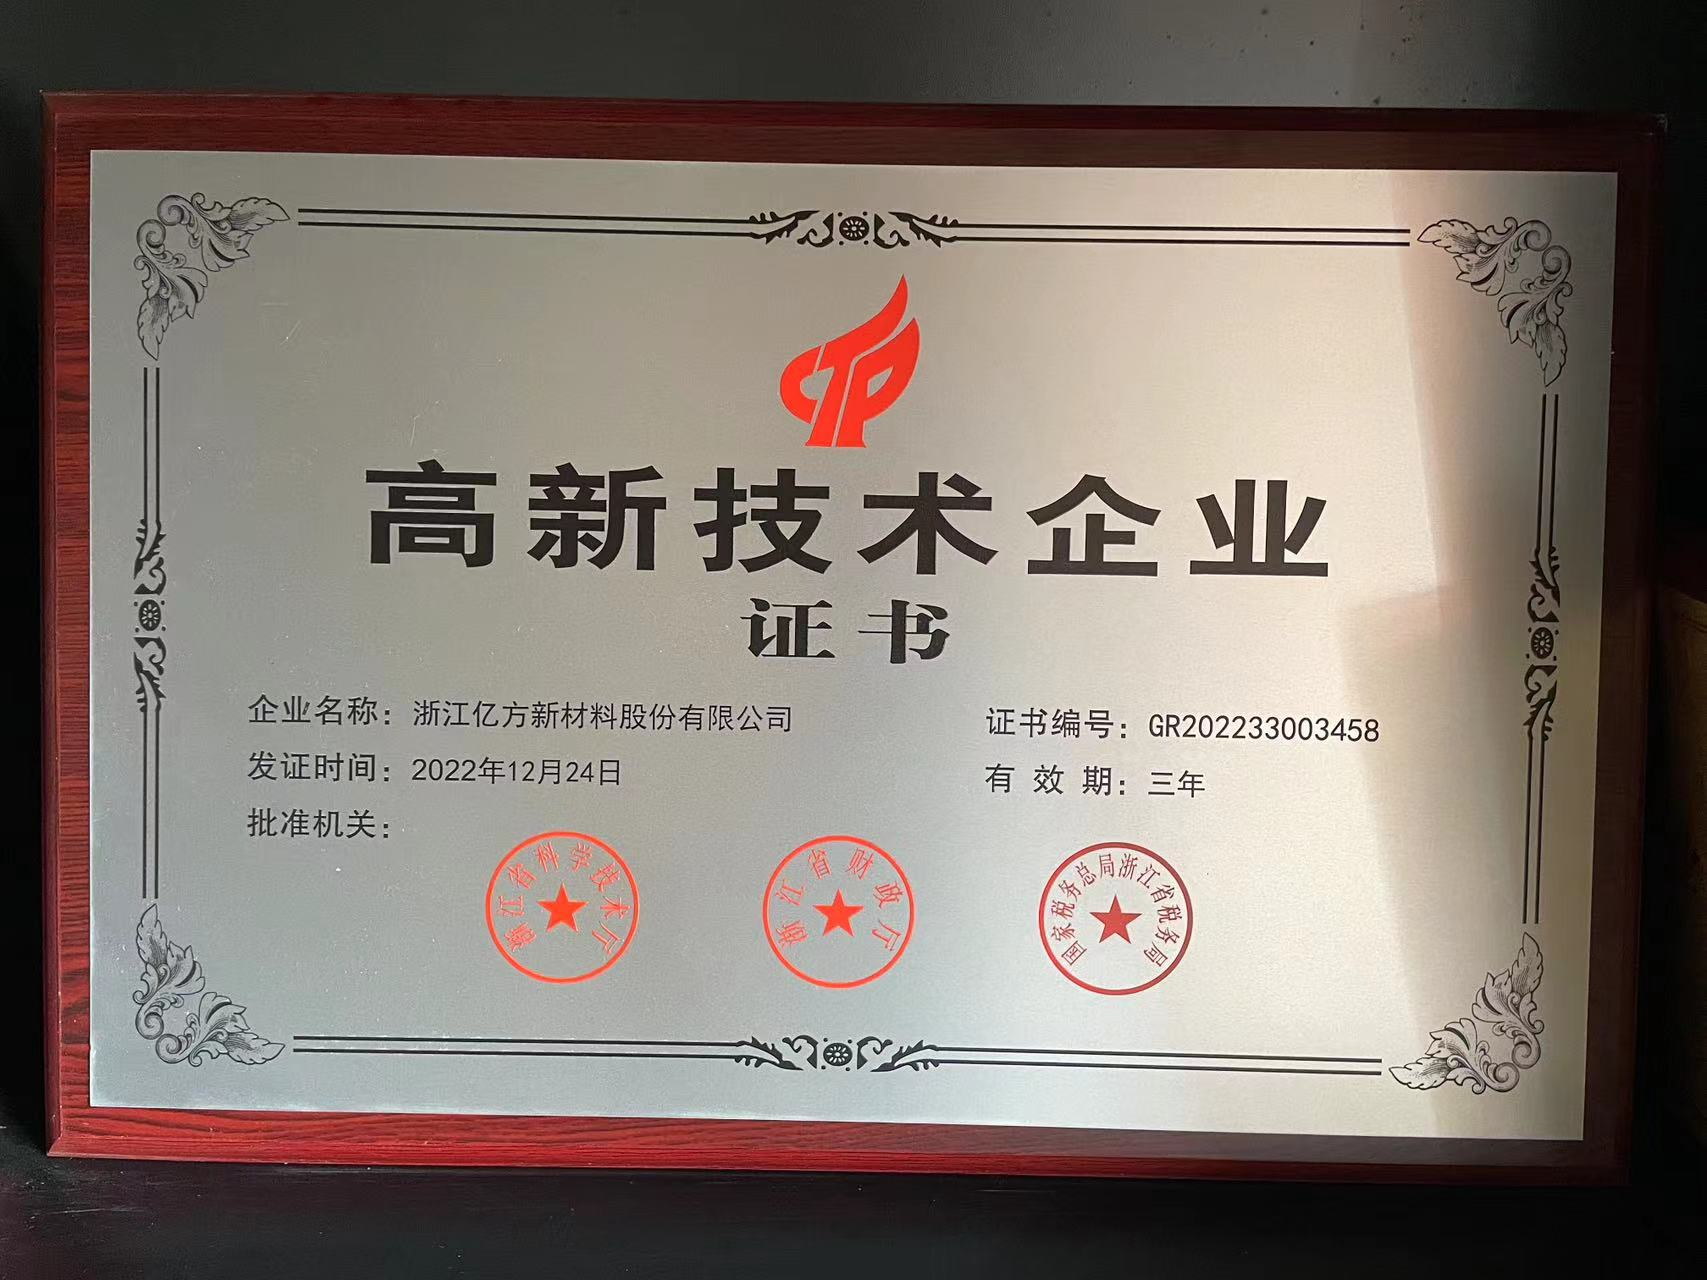 高新技术企业
证书
企业名称：浙江亿方新材料股份有限公司
证书编号：GR202233003458
发证时间：2022年12月24日
有效期：三年
批准机关：
浙江省科学技术厅
浙江省财政厅
国家税务总局浙江省税务局